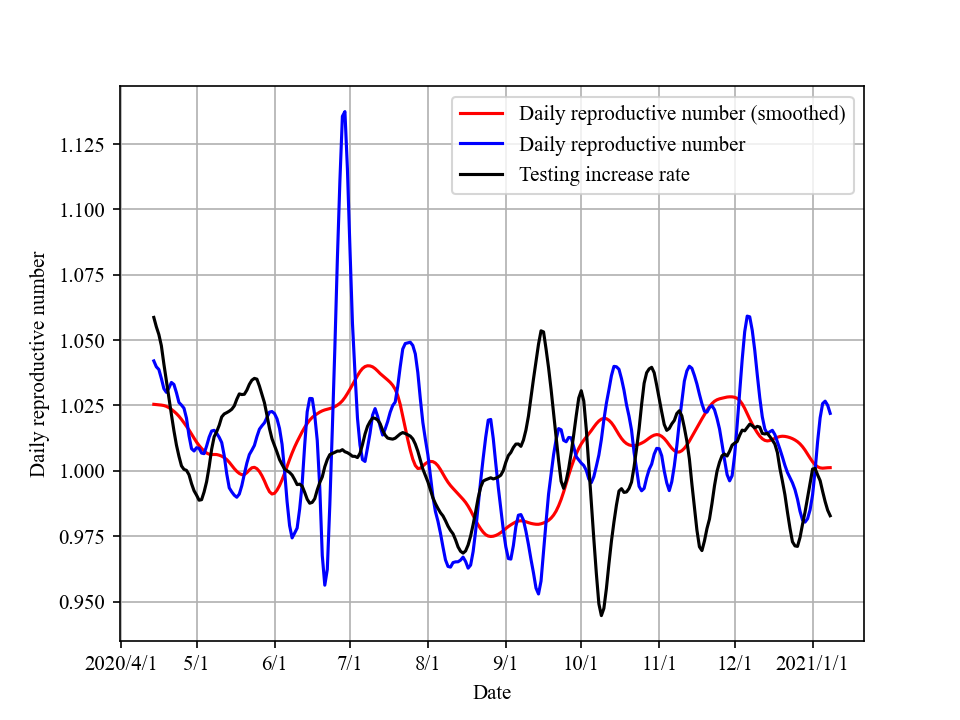 Daily reproductive number (smoothed)
Daily reproductive number
Testing increase rate
Daily reproductive number
1.125
1.100
1.075
1.050
1.025
1.000
0.975
0.950
2020/4/1 5/1 6/1 7/1 8/1 9/1 10/1 11/1 12/1 2021/1/1
Date